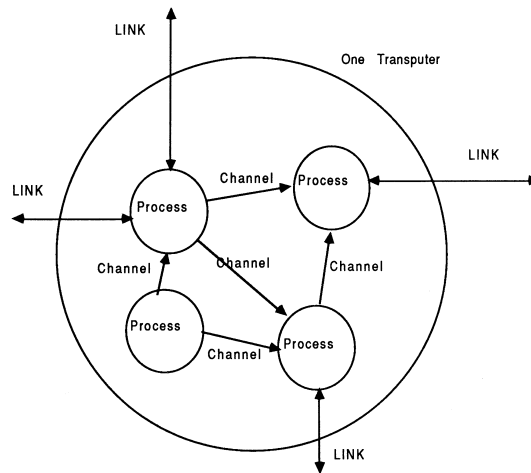 LINK
One Transputer
LINK
Channel
Process
LINK
Process
Channel
Channel
Channel
Process
Channel
Process
LINK